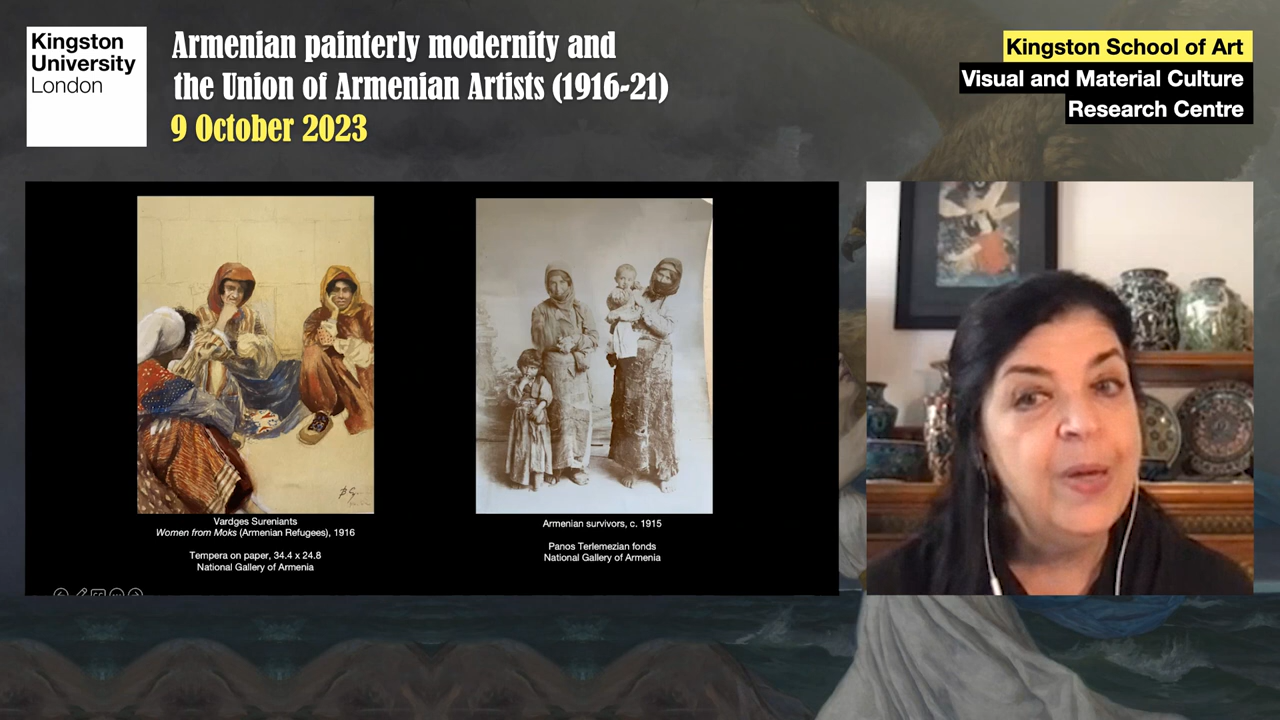 Kingston
University
London
Armenian painterly modernity and
the Union of Armenian Artists (1916-21)
9 October 2023
Kingston School of Art
Visual and Material Culture
Research Centre
Vardges Sureniants
Women from Moks (Armenian Refugees), 1916
Tempera on paper, 34.4 x 24.8
National Gallery of Armenia
Armenian survivors, c. 1915
Panos Terlemezian fonds
National Gallery of Armenia